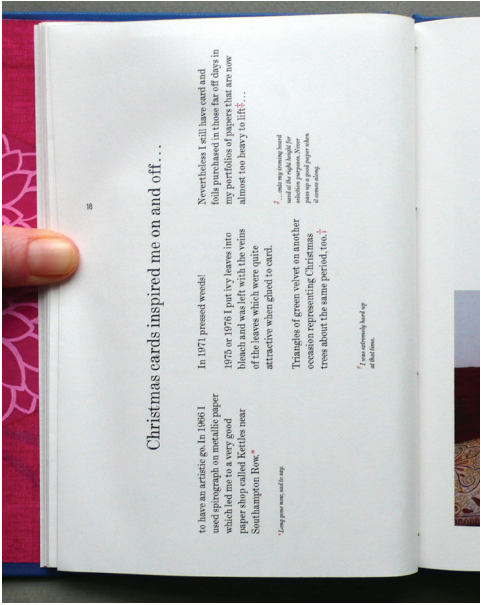 16
Christmas cards inspired me on and off…
to have an artistic go. In 1966 I
used spirograph on metallic paper
which led me to a very good
paper shop called Kettles near
Southampton Row.*
*Long gone now, sad to say.
In 1971 pressed weeds!
1975 or 1976 I put ivy leaves into
bleach and was left with the veins
of the leaves which were quite
attractive when glued to card.
Triangles of green velvet on another
occasion representing Christmas
trees about the same period, too.†
†I was extremely hard up
at that time.
Nevertheless I still have card and
foils purchased in those far off days in
my portfolios of papers that are now
almost too heavy to lift‡…
‡…onto my ironing board
used at the right height for
selection purposes. Never
pass up a good paper when
it comes along.